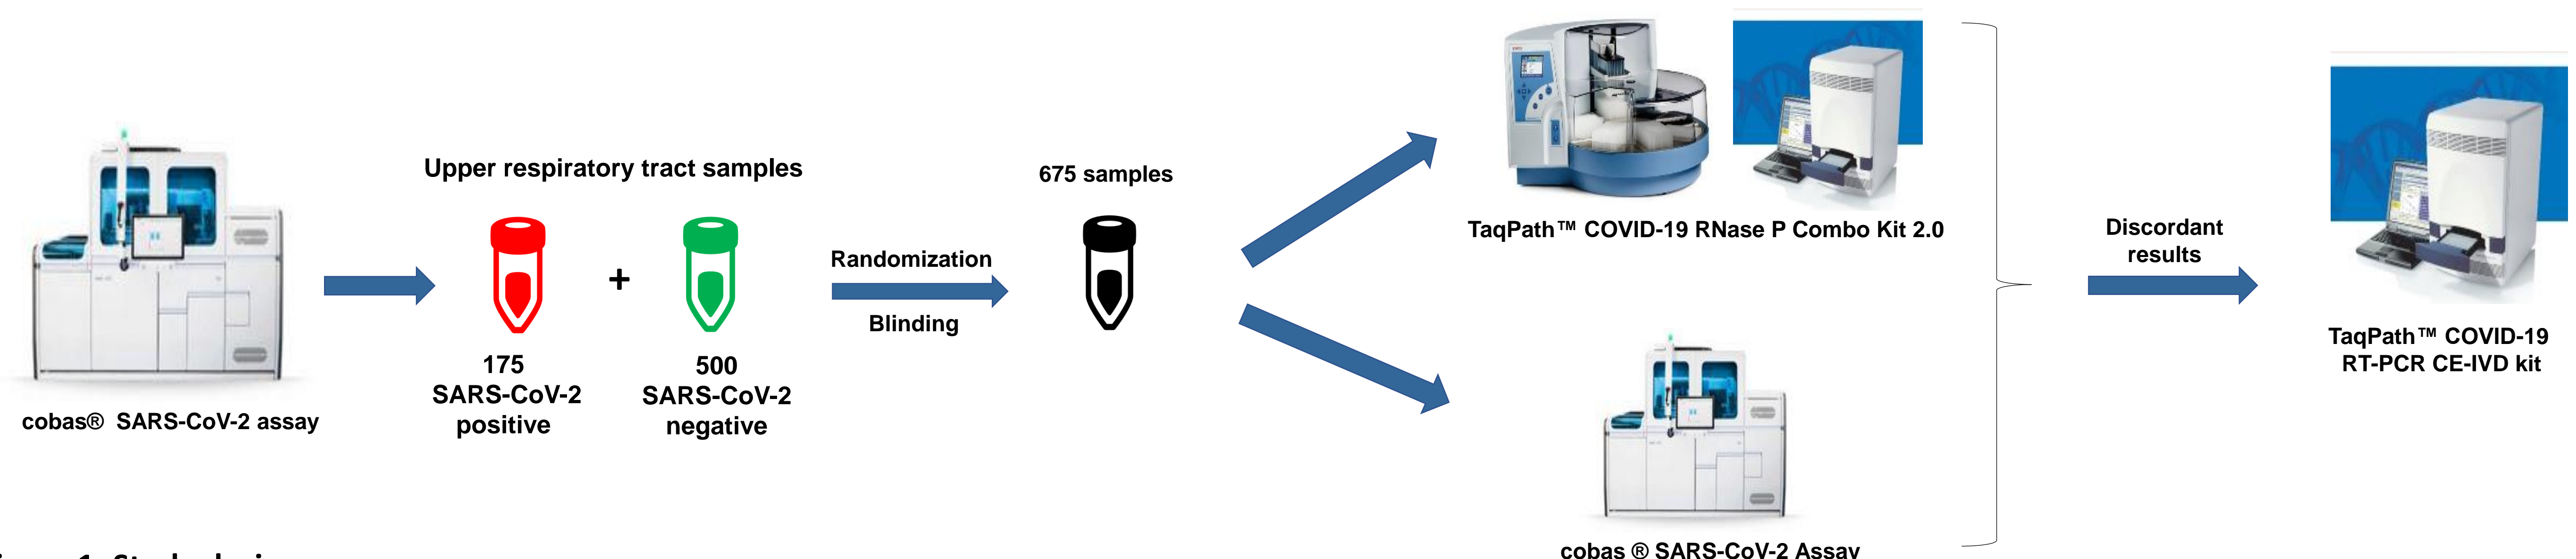 cobas® SARS-CoV-2 assay
Upper respiratory tract samples
175
SARS-CoV-2
positive
+
500
SARS-CoV-2
negative
Randomization
Blinding
675 samples
TaqPath™ COVID-19 RNase P Combo Kit 2.0
cobas ® SARS-CoV-2 Assay
Discordant
results
TaqPath™ COVID-19
RT-PCR CE-IVD kit